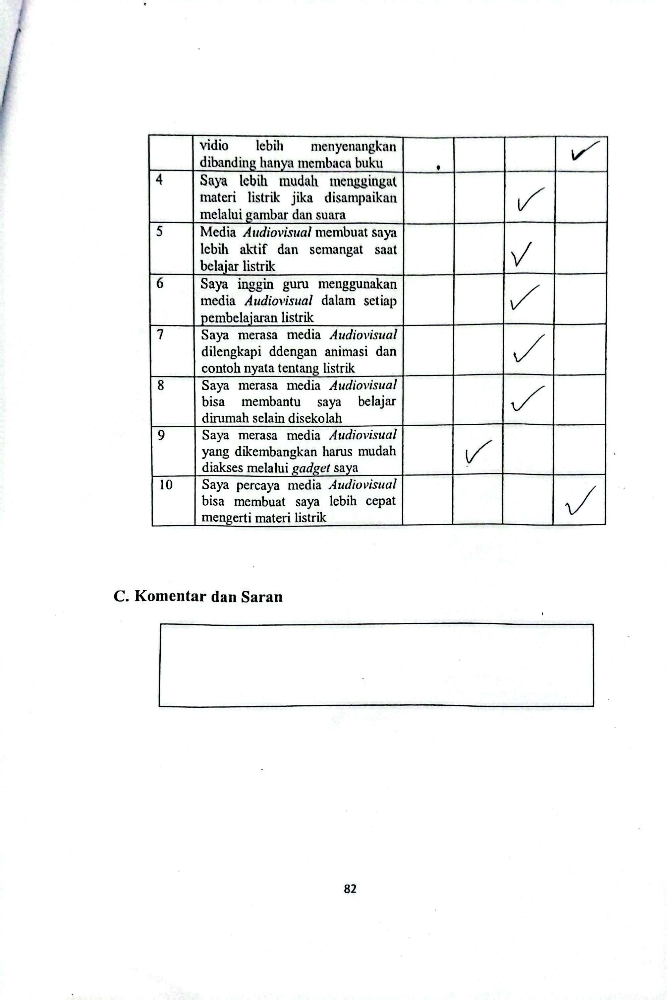 vidio lebih menyenangkan
dibanding hanya membaca buku
4 Saya lebih mudah menggingat
materi listrik jika disampaikan
melalui gambar dan suara
5 Media Audiovisual membuat saya
lebih aktif dan semangat saat
belajar listrik
6 Saya inggin guru menggunakan
media Audiovisual dalam setiap
pembelajaran listrik
7 Saya merasa media Audiovisual
dilengkapi ddengan animasi dan
contoh nyata tentang listrik
8 Saya merasa media Audiovisual
bisa membantu saya belajar
dirumah selain disekolah
9 Saya merasa media Audiovisual
yang dikembangkan harus mudah
diakses melalui gadget saya
10 Saya percaya media Audiovisual
bisa membuat saya lebih cepat
mengerti materi listrik
C. Komentar dan Saran
82